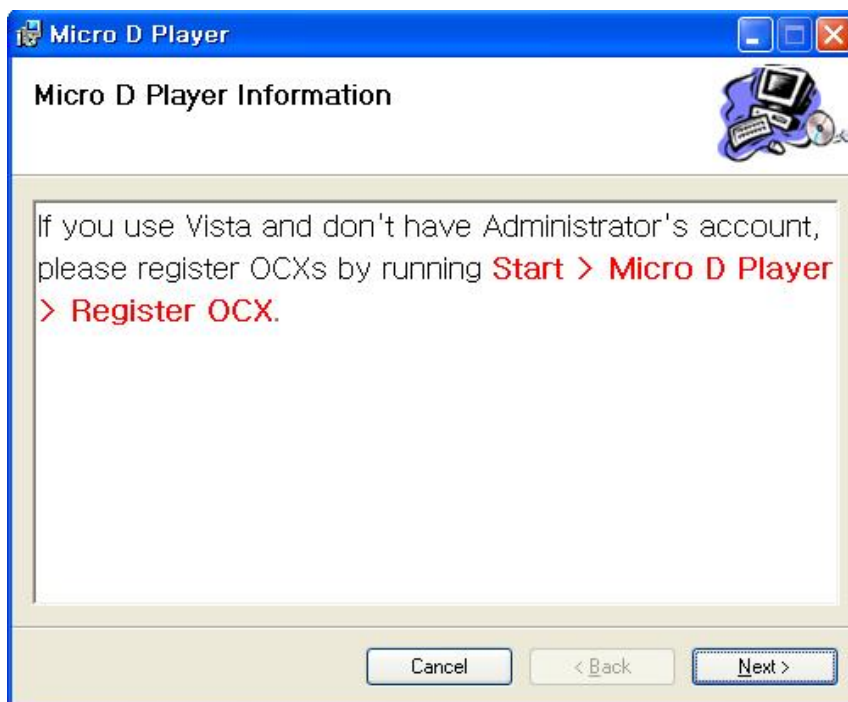 Micro D Player
Micro D Player Information
If you use Vista and don't have Administrator's account,
please register OCXs by running Start > Micro D Player
> Register OCX.
Cancel
< Back
Next >